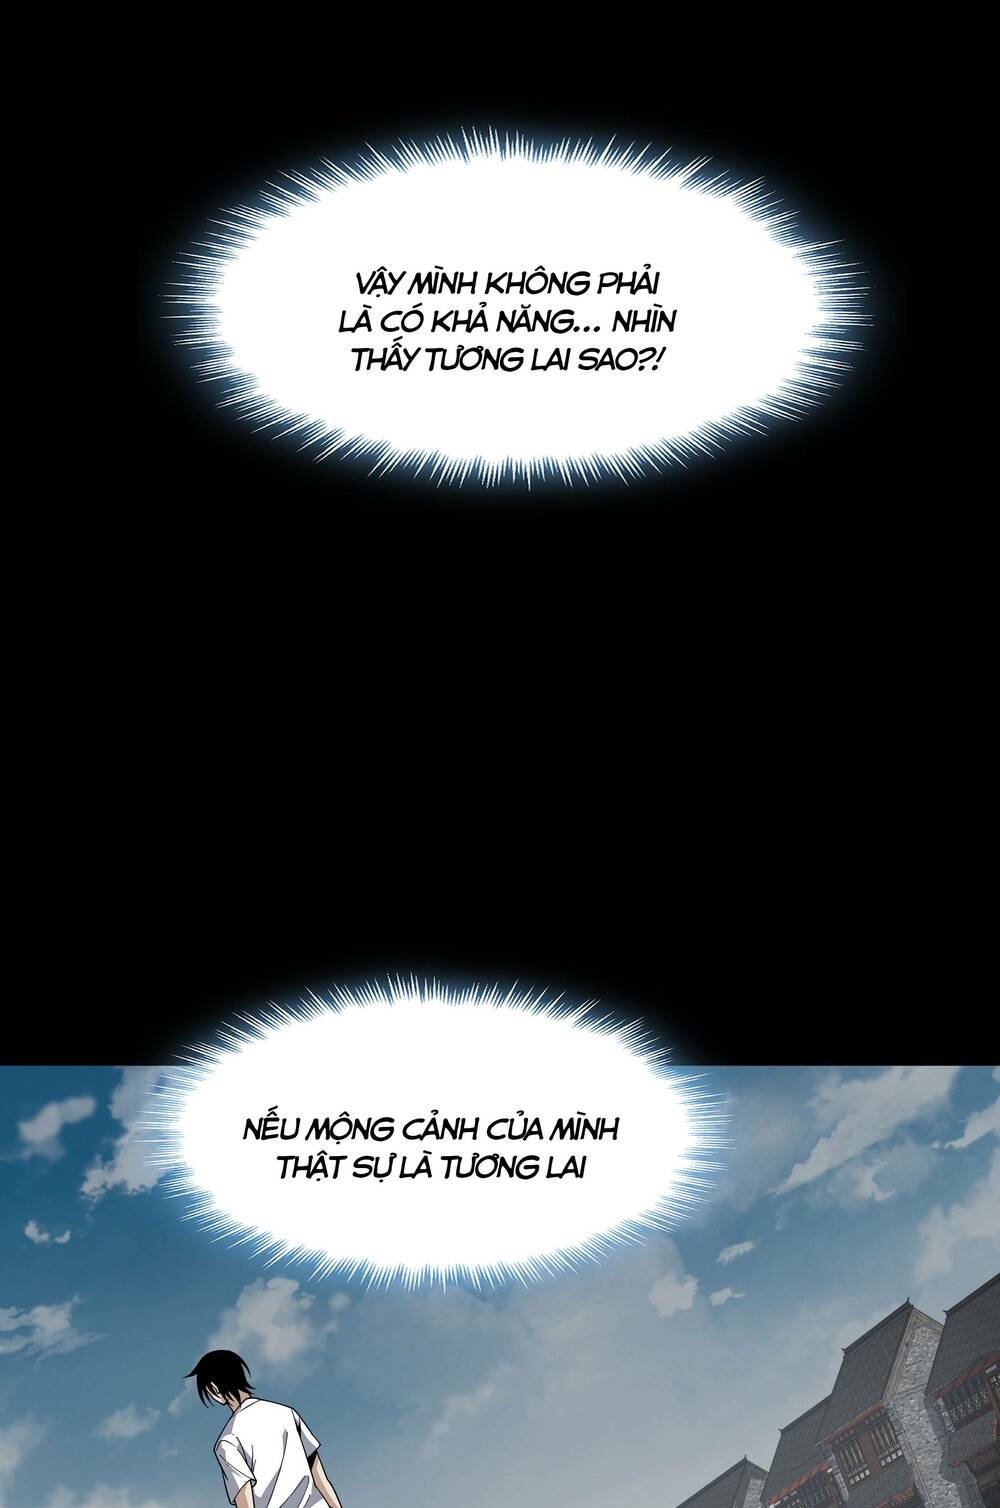 VẬY MÌNH KHÔNG PHẢI
LÀ CÓ KHẢ NĂNG... NHÌN
THẤY TƯƠNG LAI SAO?!
NẾU MỘNG CẢNH CỦA MÌNH
THẬT SỰ LÀ TƯƠNG LAI